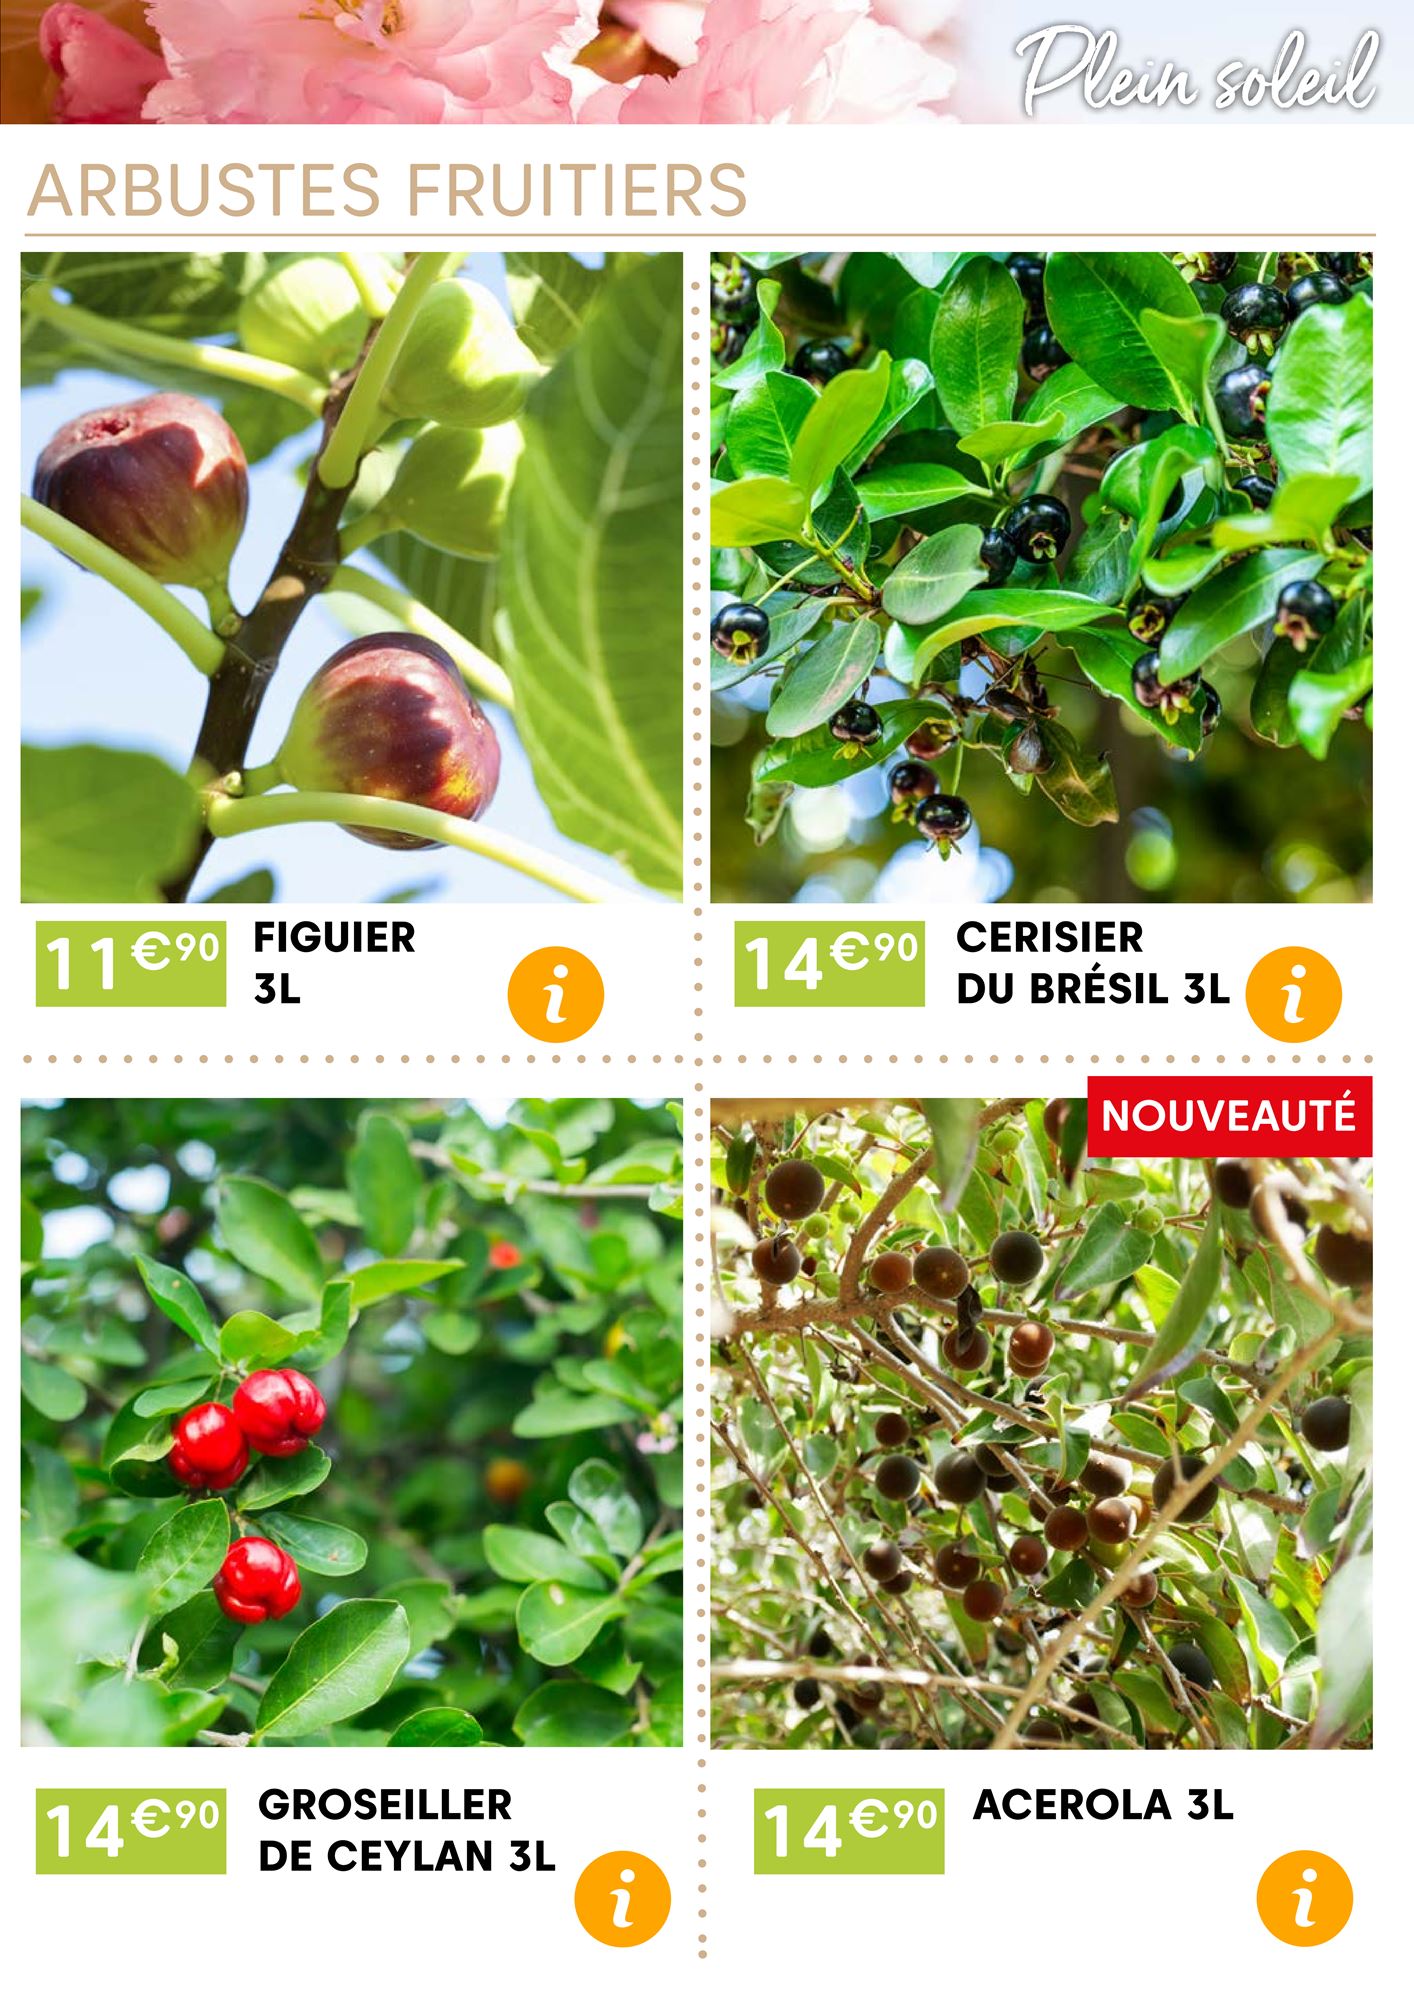 Plein soleil
ARBUSTES FRUITIERS
11€90
FIGUIER
3L
i
14€90
CERISIER
DU BRÉSIL 3L
i
NOUVEAUTÉ
14€90
GROSEILLER
DE CEYLAN 3L
i
14€90
ACEROLA 3L
i